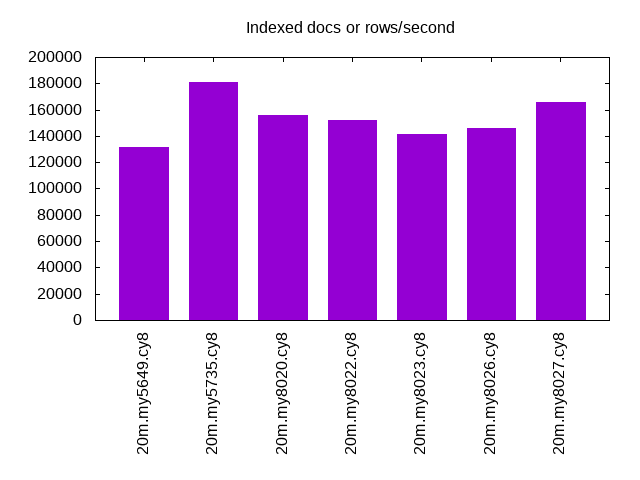 Indexed docs or rows/second
200000
180000
160000
140000
120000
100000
80000
60000
40000
20000
0
20m.my5649.cy8
20m.my5735.cy8
20m.my8020.cy8
20m.my8022.cy8
20m.my8023.cy8
20m.my8026.cy8
20m.my8027.cy8